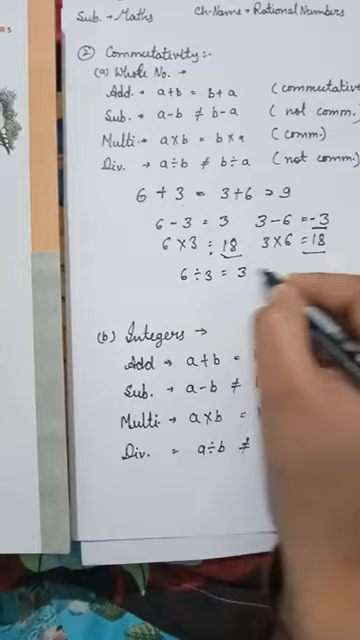 5
Sub. → Maths Ch. Name → Rational Numbers
② Commutativity :-
(a) Whole No. →
Add. → a+b = b+a (commutative
Sub. → a-b ≠ b-a (not comm.)
Multi → a×b = b×a (comm.)
Div. → a÷b ≠ b÷a (not comm.)
6 + 3 = 3+6 = 9
6 - 3 = 3 3-6 = -3
6 × 3 = 18 3×6 = 18
6 ÷ 3 = 3
(b) Integers →
Add → a+b =
Sub. → a-b ≠
Multi → a×b =
Div. = a÷b ≠